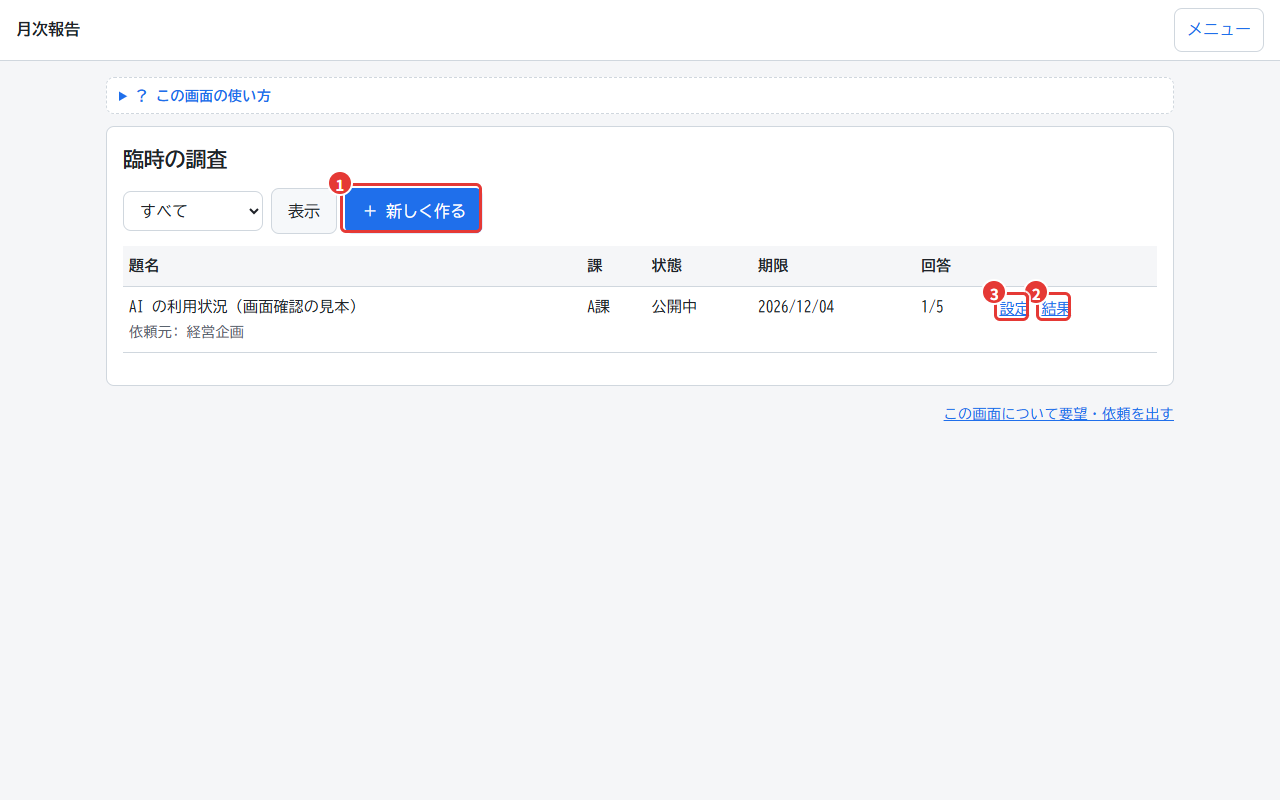 月次報告
メニュー
▶ ？ この画面の使い方
臨時の調査
すべて 表示 1 ＋ 新しく作る
題名 課 状態 期限 回答
AI の利用状況（画面確認の見本） A課 公開中 2026/12/04 1/5 3 設定 2 結果
依頼元: 経営企画
この画面について要望・依頼を出す